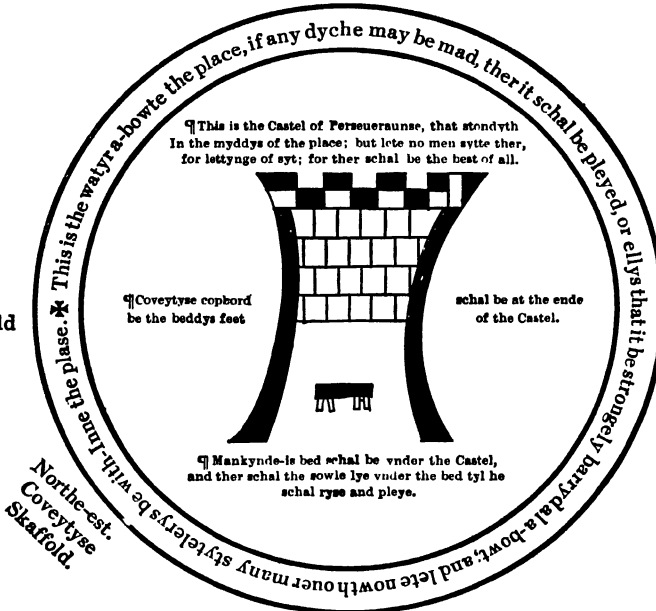 ✠ This is the watyr a-bowte the place, if any dyche may be mad, ther it schal be pleyed, or ellys that it be strongely barryd al a-bowt; and lete nowth ouer many stytelerys be with-Inne the plase.
¶ This is the Castel of Perseueraunse, that stondyth
In the myddys of the place; but lete no men sytte ther,
for lettynge of syt; for ther schal be the best of all.
¶ Coveytyse copbord
be the beddys feet
schal be at the ende
of the Castel.
¶ Mankynde-is bed schal be vnder the Castel,
and ther schal the sowle lye vnder the bed tyl he
schal ryse and pleye.
Northe-est.
Coveytyse
Skaffold.